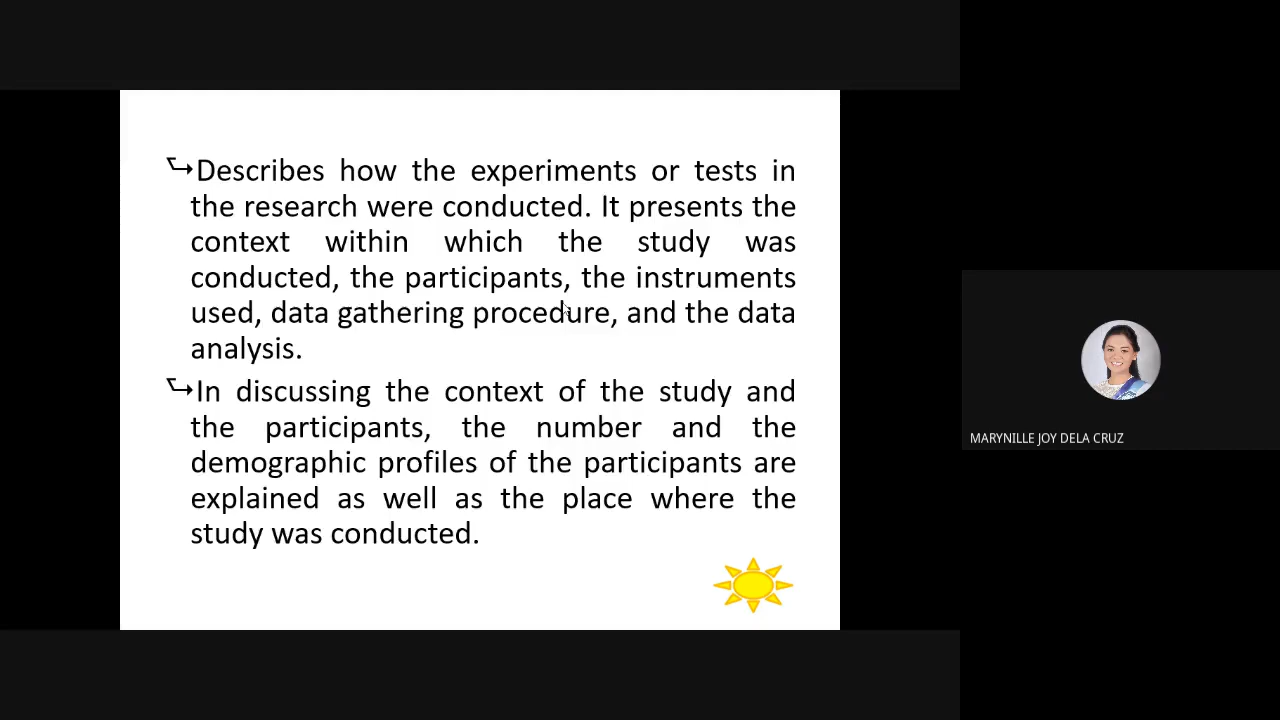 Describes how the experiments or tests in
the research were conducted. It presents the
context within which the study was
conducted, the participants, the instruments
used, data gathering procedure, and the data
analysis.
In discussing the context of the study and
the participants, the number and the
demographic profiles of the participants are
explained as well as the place where the
study was conducted.
MARYNILLE JOY DELA CRUZ